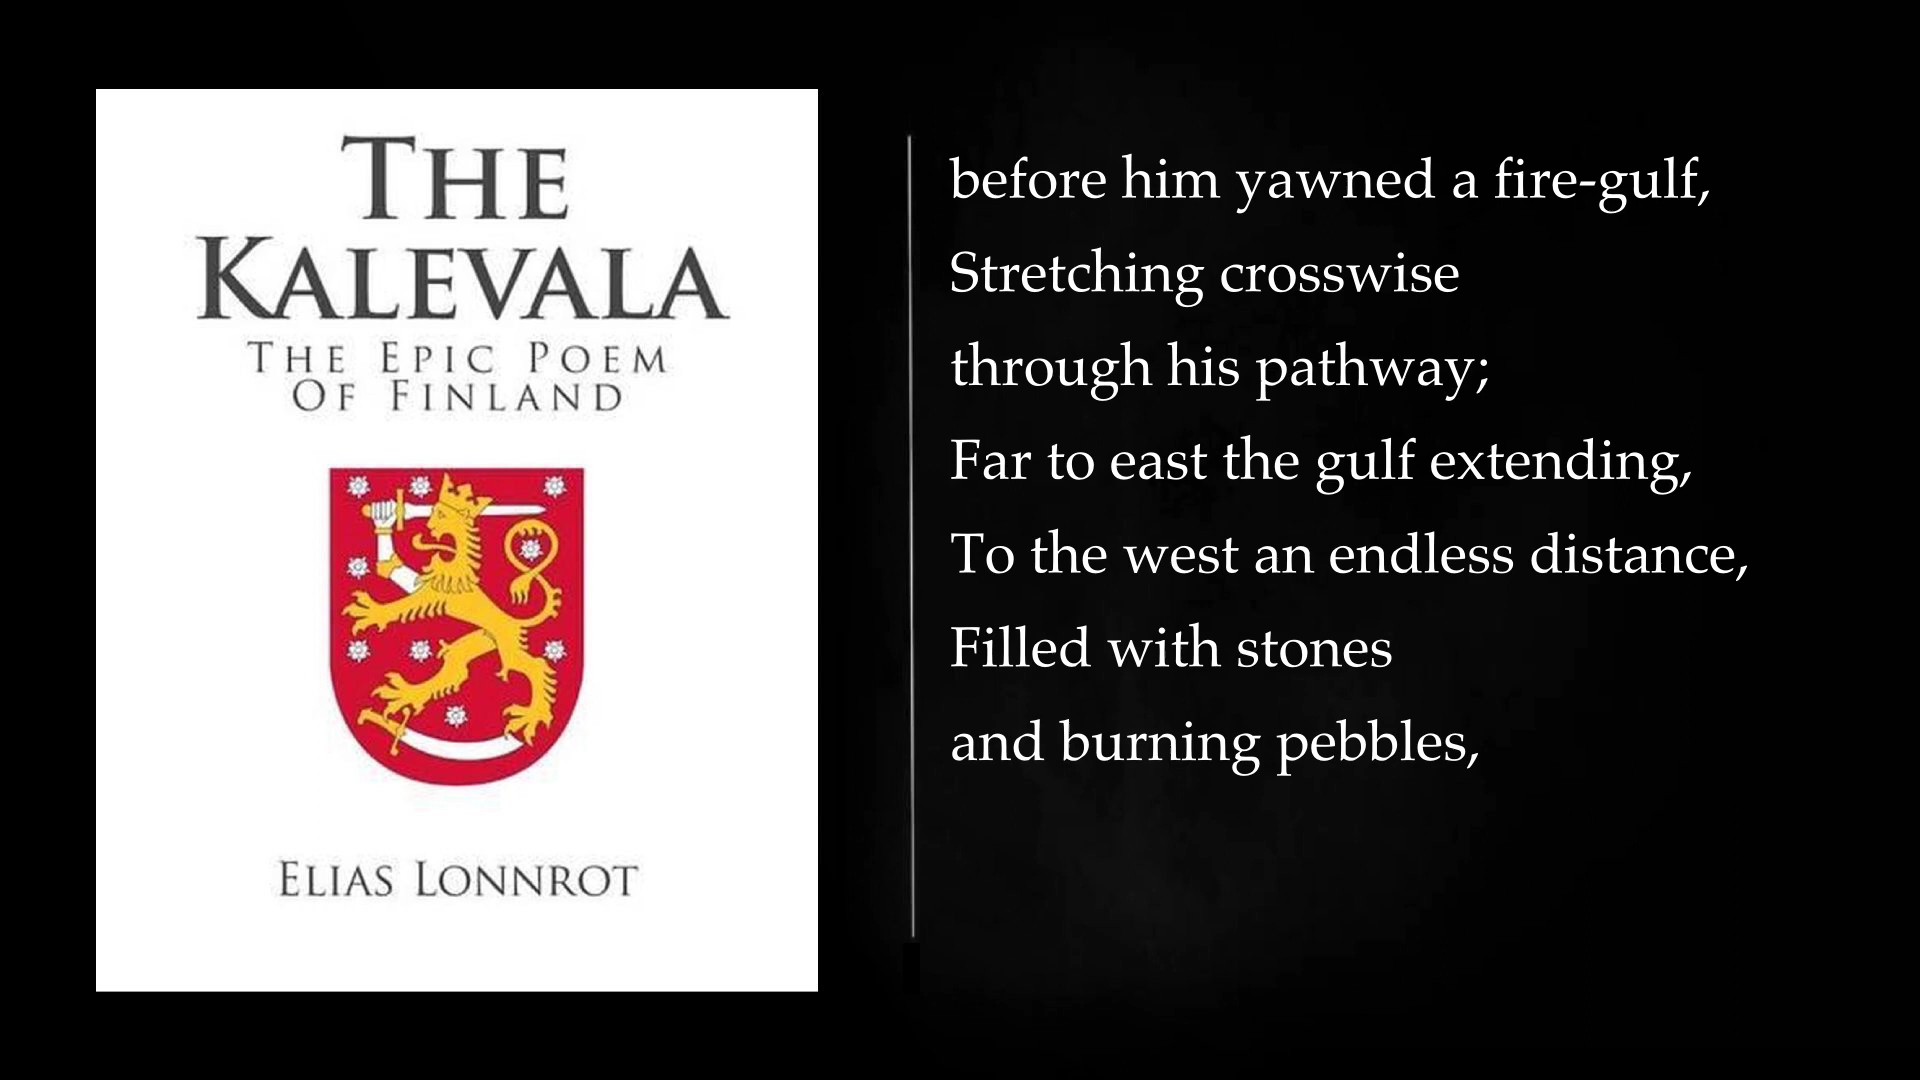 THE
KALEVALA
THE EPIC POEM
OF FINLAND
ELIAS LONNROT
before him yawned a fire-gulf,
Stretching crosswise
through his pathway;
Far to east the gulf extending,
To the west an endless distance,
Filled with stones
and burning pebbles,